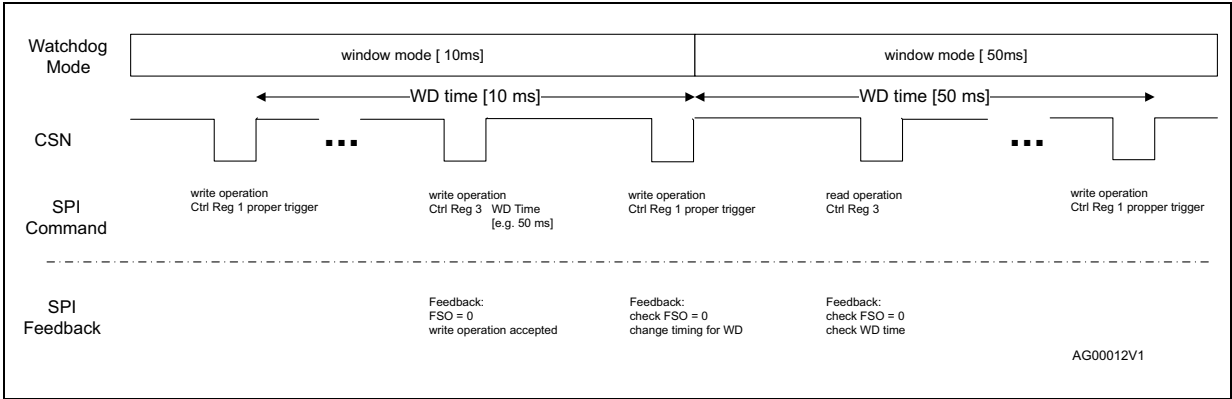 Watchdog
Mode
window mode [ 10ms]
window mode [ 50ms]
WD time [10 ms]
WD time [50 ms]
CSN
...
...
SPI
Command
write operation
Ctrl Reg 1 proper trigger
write operation
Ctrl Reg 3 WD Time
[e.g. 50 ms]
write operation
Ctrl Reg 1 proper trigger
read operation
Ctrl Reg 3
write operation
Ctrl Reg 1 propper trigger
SPI
Feedback
Feedback:
FSO = 0
write operation accepted
Feedback:
check FSO = 0
change timing for WD
Feedback:
check FSO = 0
check WD time
AG00012V1